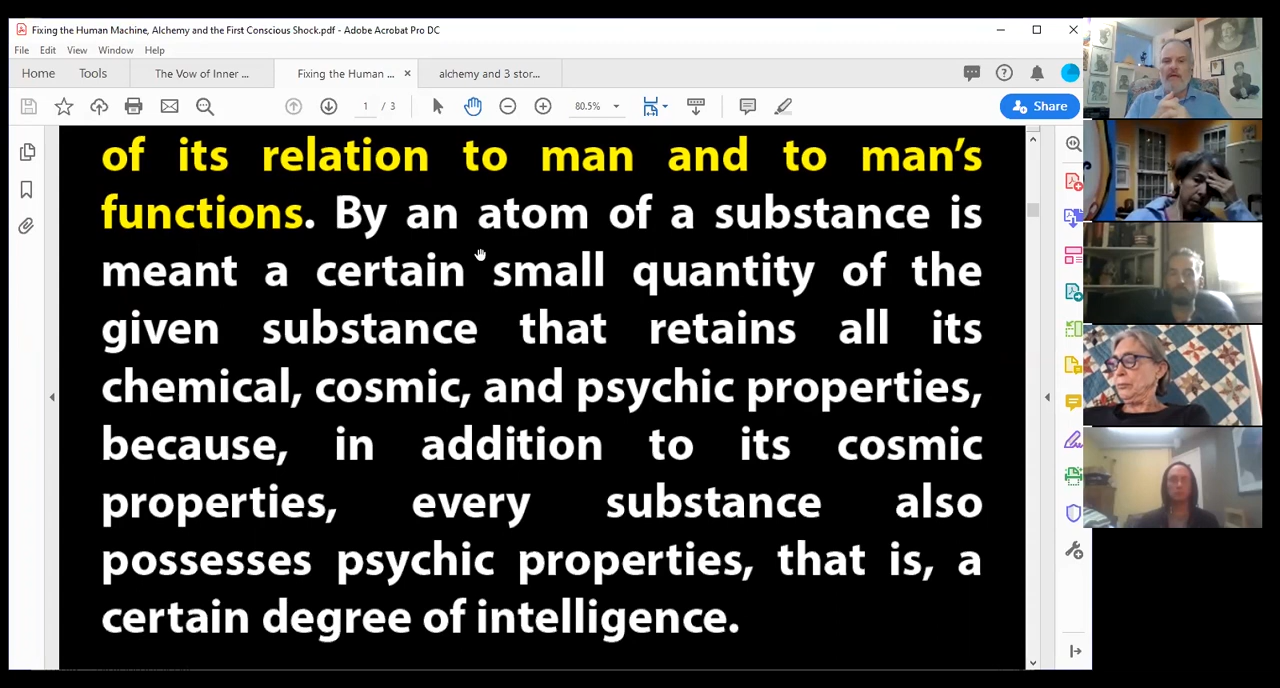 Fixing the Human Machine, Alchemy and the First Conscious Shock.pdf - Adobe Acrobat Pro DC
File Edit View Window Help
Home Tools The Vow of Inner ... Fixing the Human ... × alchemy and 3 stor...
1 / 3 80.5% Share
of its relation to man and to man’s
functions. By an atom of a substance is
meant a certain small quantity of the
given substance that retains all its
chemical, cosmic, and psychic properties,
because, in addition to its cosmic
properties, every substance also
possesses psychic properties, that is, a
certain degree of intelligence.